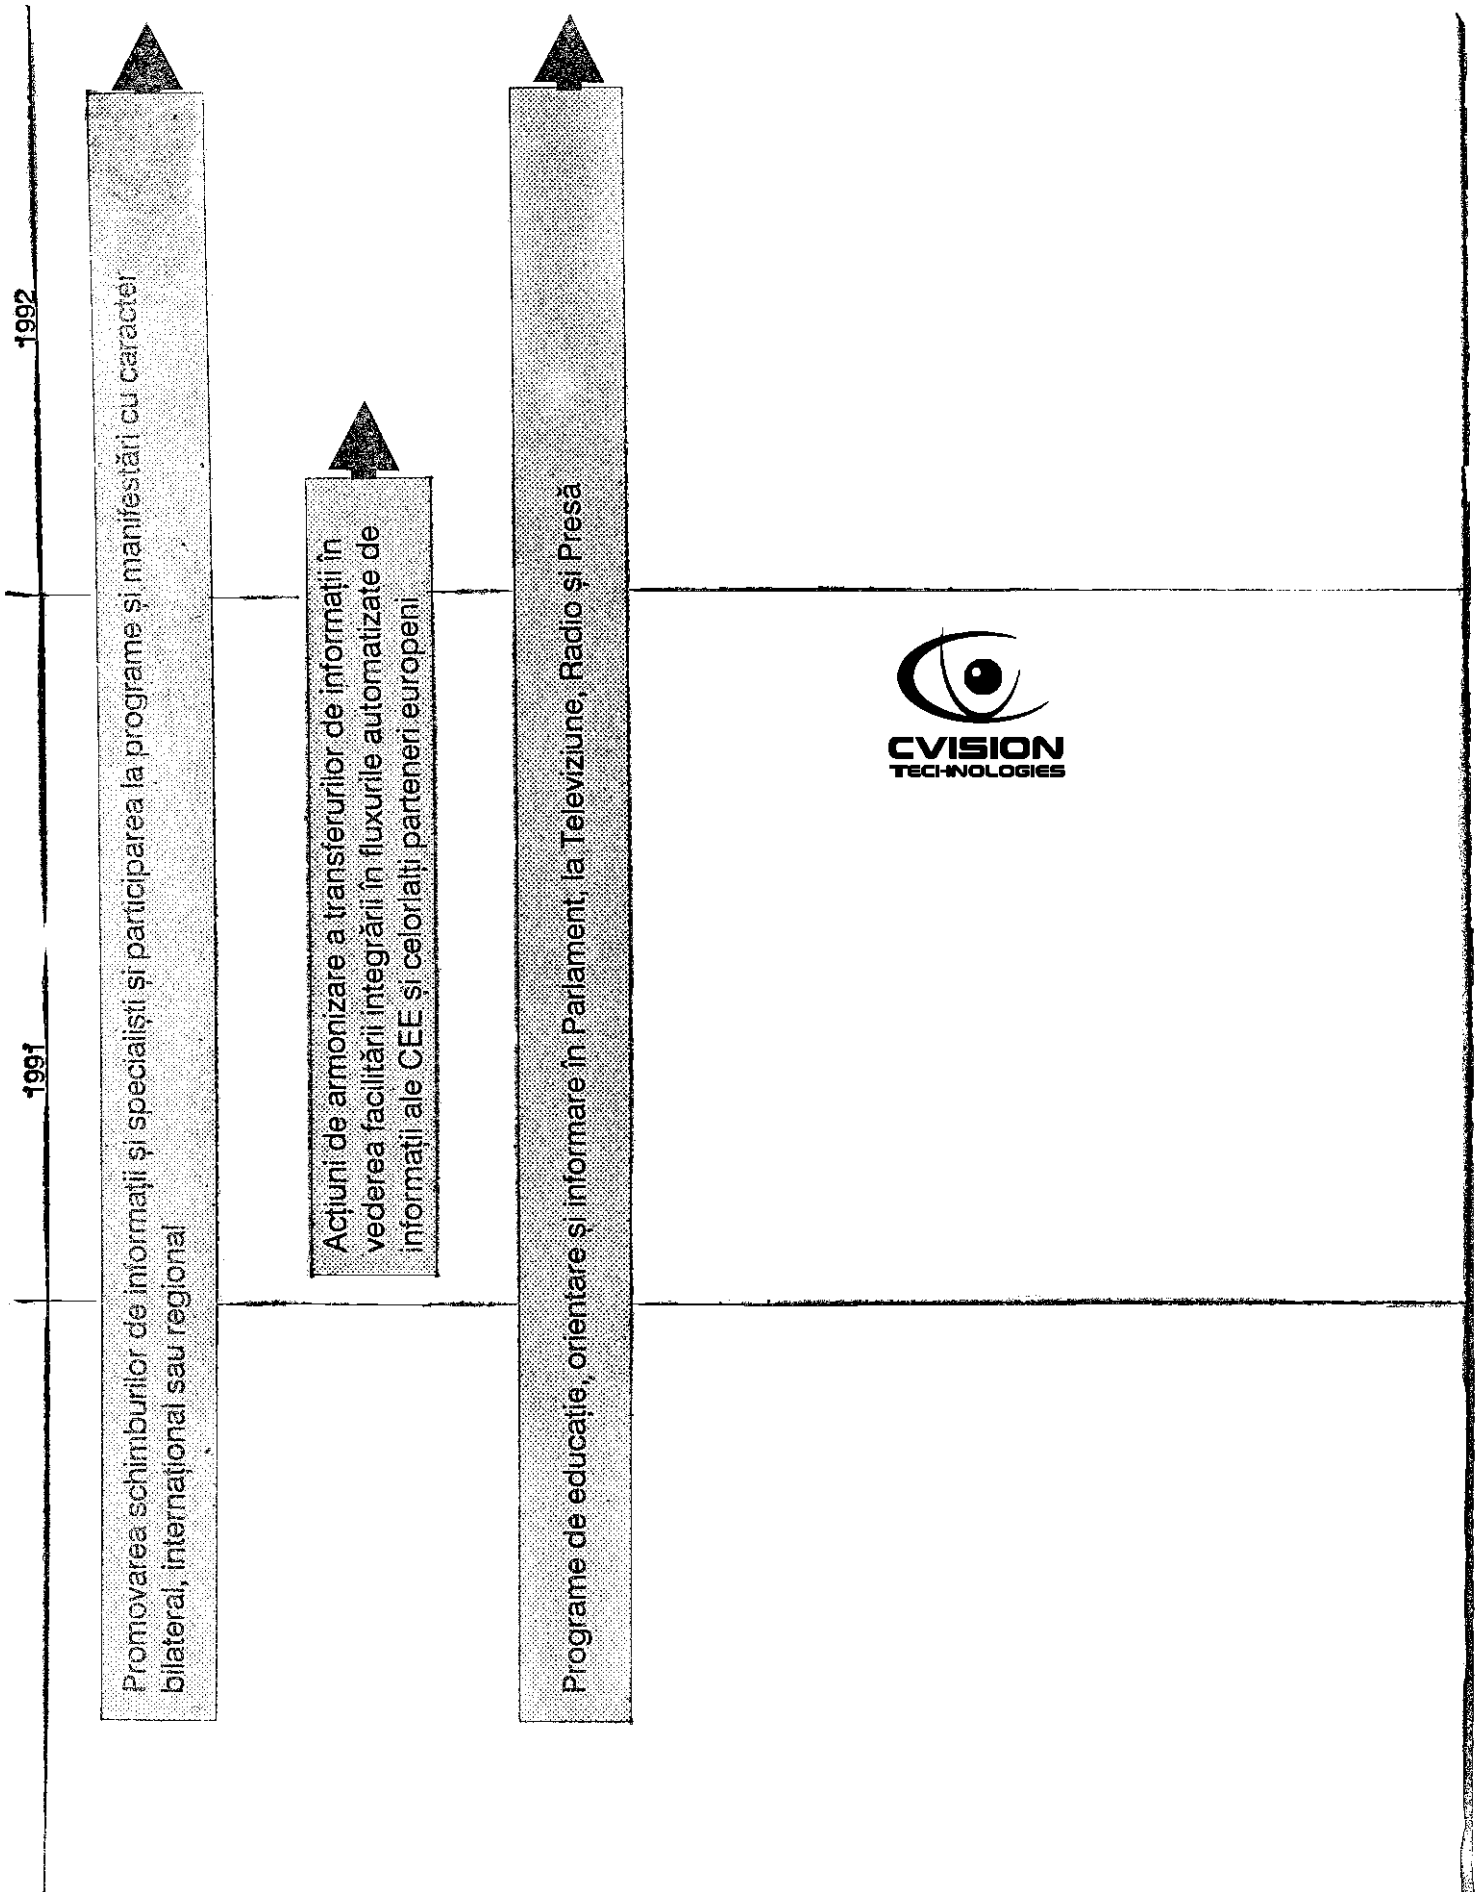 1991
1992
Promovarea schimburilor de informații și specialiști și participarea la programe și manifestări cu caracter
bilateral, internațional sau regional
Acțiuni de armonizare a transferurilor de informații în
vederea facilitării integrării în fluxurile automatizate de
informații ale CEE și celorlalți parteneri europeni
Programe de educație, orientare și informare în Parlament, la Televiziune, Radio și Presă
CVISION
TECHNOLOGIES